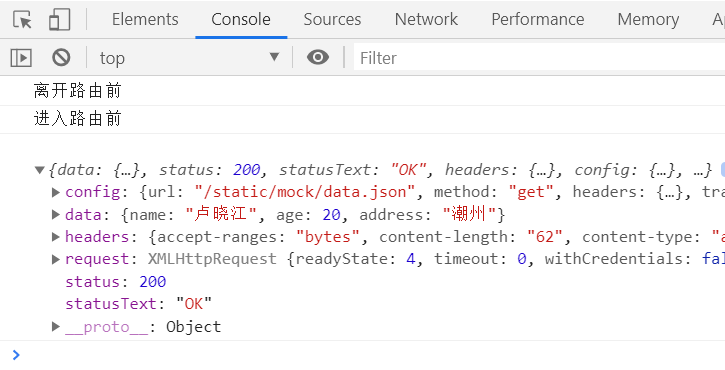 Elements Console Sources Network Performance Memory A
top Filter
离开路由前
进入路由前
{data: {…}, status: 200, statusText: "OK", headers: {…}, config: {…}, …}
config: {url: "/static/mock/data.json", method: "get", headers: {…}, tra
data: {name: "卢晓江", age: 20, address: "潮州"}
headers: {accept-ranges: "bytes", content-length: "62", content-type: "a
request: XMLHttpRequest {readyState: 4, timeout: 0, withCredentials: fal
status: 200
statusText: "OK"
__proto__: Object